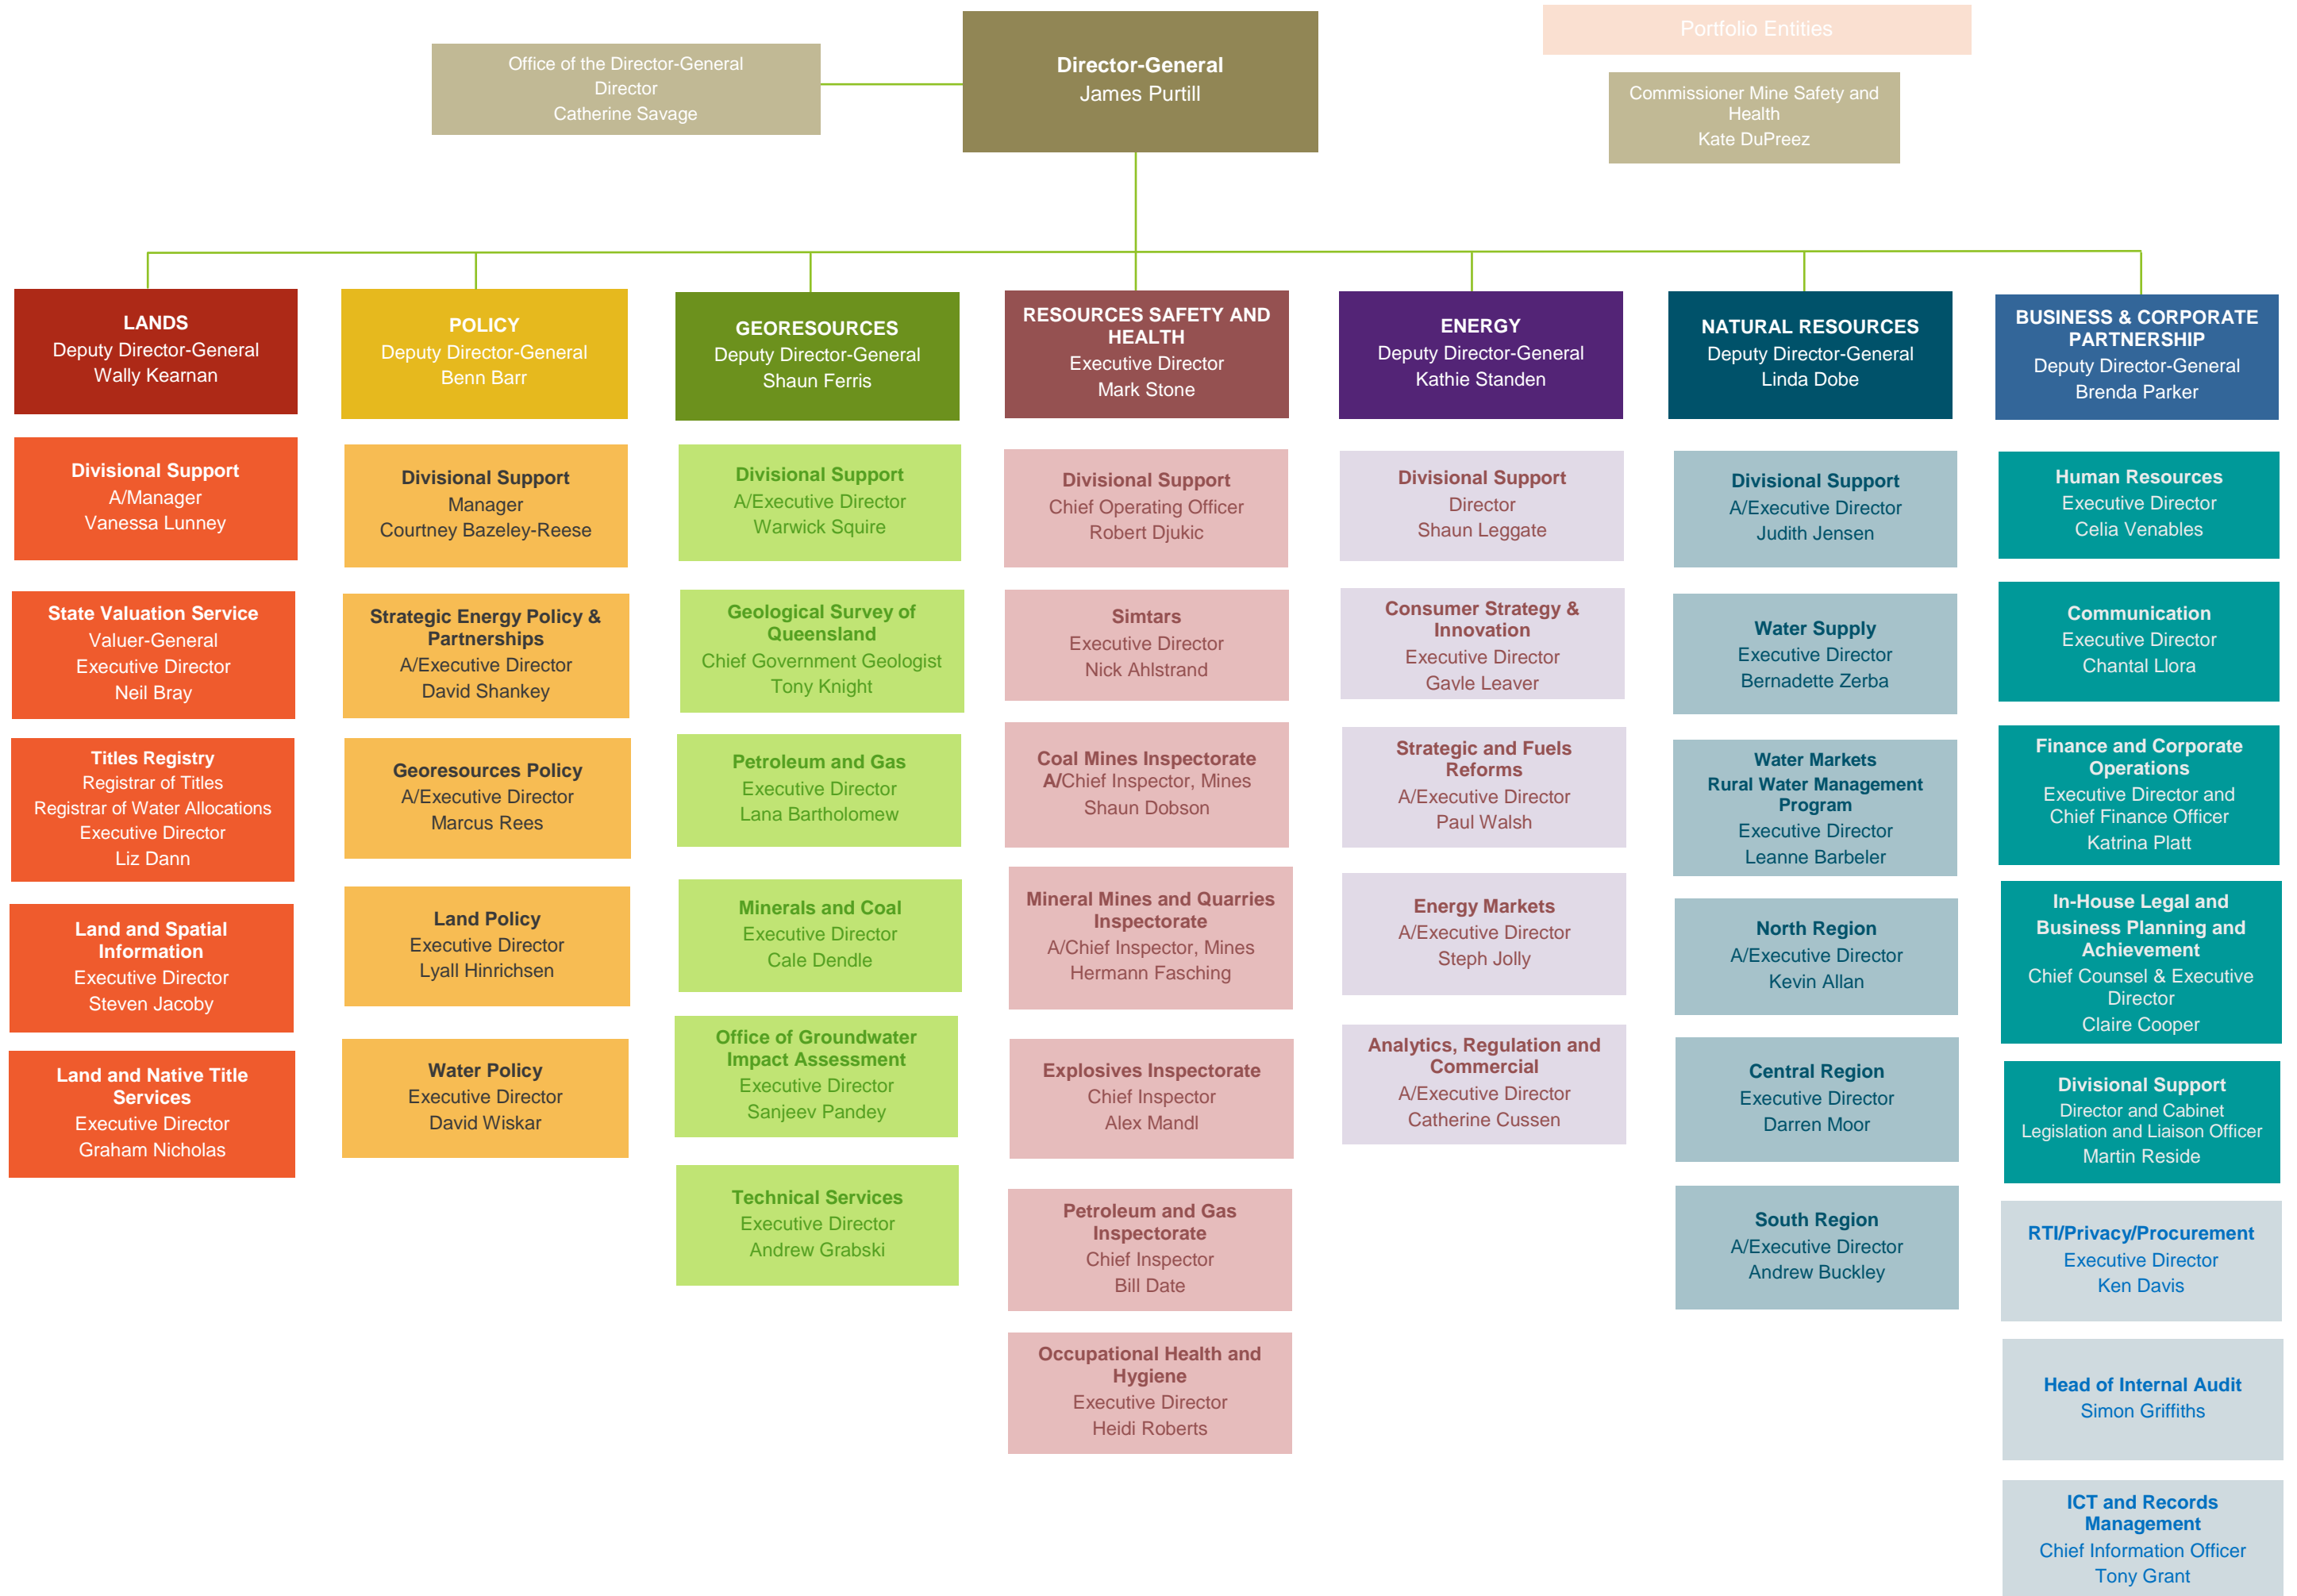 Office of the Director-General
Director
Catherine Savage
Director-General
James Purtill
Portfolio Entities
Commissioner Mine Safety and
Health
Kate DuPreez
LANDS
Deputy Director-General
Wally Kearnan
Divisional Support
A/Manager
Vanessa Lunney
State Valuation Service
Valuer-General
Executive Director
Neil Bray
Titles Registry
Registrar of Titles
Registrar of Water Allocations
Executive Director
Liz Dann
Land and Spatial
Information
Executive Director
Steven Jacoby
Land and Native Title
Services
Executive Director
Graham Nicholas
POLICY
Deputy Director-General
Benn Barr
Divisional Support
Manager
Courtney Bazeley-Reese
Strategic Energy Policy &
Partnerships
A/Executive Director
David Shankey
Georesources Policy
A/Executive Director
Marcus Rees
Land Policy
Executive Director
Lyall Hinrichsen
Water Policy
Executive Director
David Wiskar
GEORESOURCES
Deputy Director-General
Shaun Ferris
Divisional Support
A/Executive Director
Warwick Squire
Geological Survey of
Queensland
Chief Government Geologist
Tony Knight
Petroleum and Gas
Executive Director
Lana Bartholomew
Minerals and Coal
Executive Director
Cale Dendle
Office of Groundwater
Impact Assessment
Executive Director
Sanjeev Pandey
Technical Services
Executive Director
Andrew Grabski
RESOURCES SAFETY AND
HEALTH
Executive Director
Mark Stone
Divisional Support
Chief Operating Officer
Robert Djukic
Simtars
Executive Director
Nick Ahlstrand
Coal Mines Inspectorate
A/Chief Inspector, Mines
Shaun Dobson
Mineral Mines and Quarries
Inspectorate
A/Chief Inspector, Mines
Hermann Fasching
Explosives Inspectorate
Chief Inspector
Alex Mandl
Petroleum and Gas
Inspectorate
Chief Inspector
Bill Date
Occupational Health and
Hygiene
Executive Director
Heidi Roberts
ENERGY
Deputy Director-General
Kathie Standen
Divisional Support
Director
Shaun Leggate
Consumer Strategy &
Innovation
Executive Director
Gayle Leaver
Strategic and Fuels
Reforms
A/Executive Director
Paul Walsh
Energy Markets
A/Executive Director
Steph Jolly
Analytics, Regulation and
Commercial
A/Executive Director
Catherine Cussen
NATURAL RESOURCES
Deputy Director-General
Linda Dobe
Divisional Support
A/Executive Director
Judith Jensen
Water Supply
Executive Director
Bernadette Zerba
Water Markets
Rural Water Management
Program
Executive Director
Leanne Barbeler
North Region
A/Executive Director
Kevin Allan
Central Region
Executive Director
Darren Moor
South Region
A/Executive Director
Andrew Buckley
BUSINESS & CORPORATE
PARTNERSHIP
Deputy Director-General
Brenda Parker
Human Resources
Executive Director
Celia Venables
Communication
Executive Director
Chantal Llora
Finance and Corporate
Operations
Executive Director and
Chief Finance Officer
Katrina Platt
In-House Legal and
Business Planning and
Achievement
Chief Counsel & Executive
Director
Claire Cooper
Divisional Support
Director and Cabinet
Legislation and Liaison Officer
Martin Reside
RTI/Privacy/Procurement
Executive Director
Ken Davis
Head of Internal Audit
Simon Griffiths
ICT and Records
Management
Chief Information Officer
Tony Grant